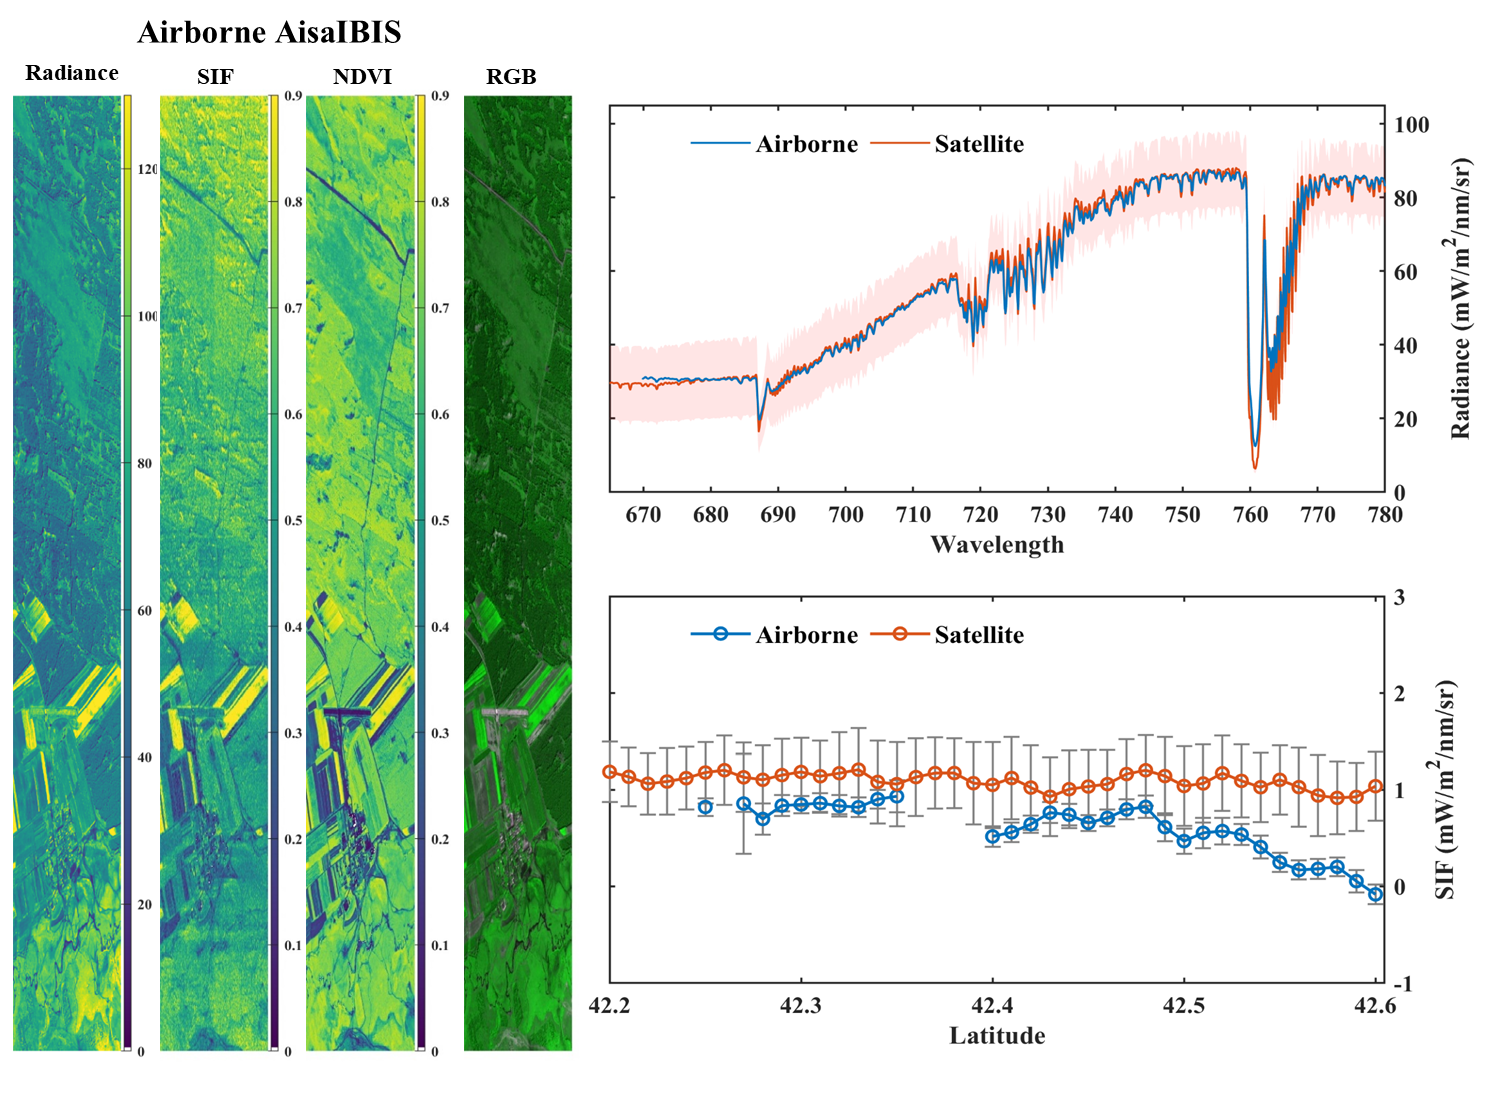 Airborne AisaIBIS
Radiance
SIF
NDVI
RGB
120
100
80
60
40
20
0
0.9
0.8
0.7
0.6
0.5
0.4
0.3
0.2
0.1
0
0.9
0.8
0.7
0.6
0.5
0.4
0.3
0.2
0.1
0
Airborne
Satellite
100
80
60
40
20
0
Radiance (mW/m²/nm/sr)
670 680 690 700 710 720 730 740 750 760 770 780
Wavelength
Airborne
Satellite
3
2
1
0
-1
SIF (mW/m²/nm/sr)
42.2 42.3 42.4 42.5 42.6
Latitude